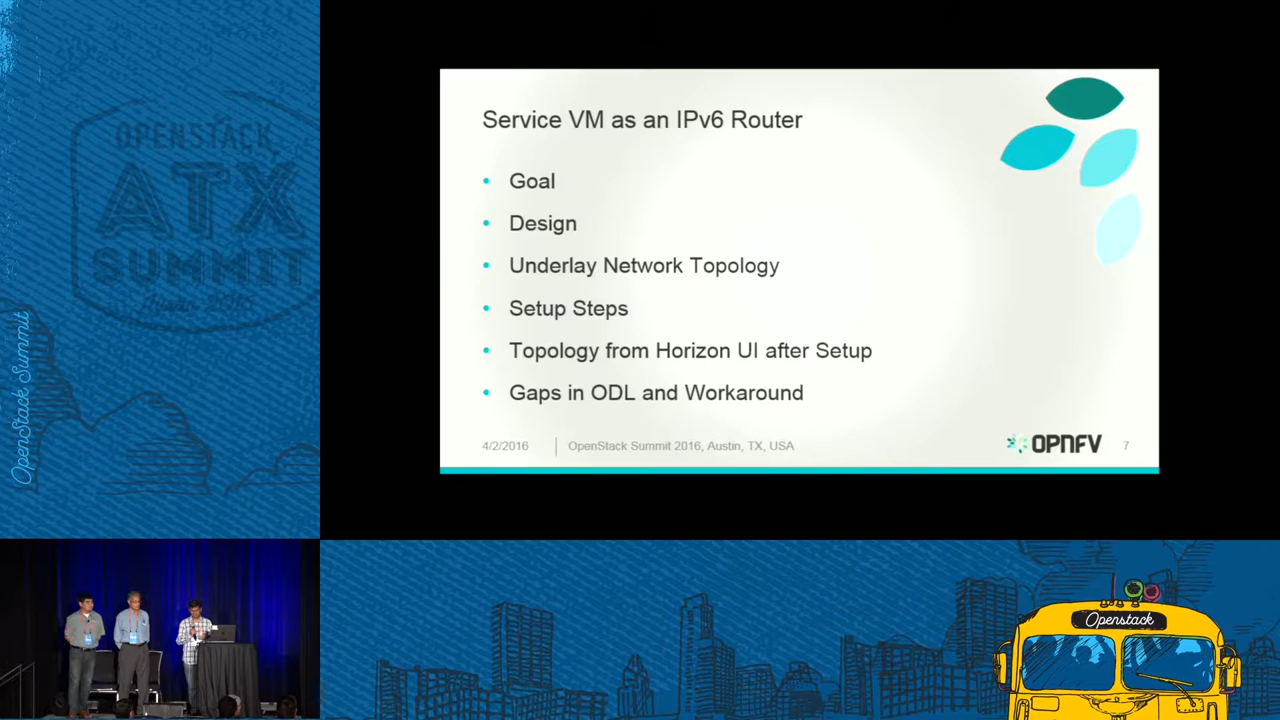 OPENSTACK
ATX
SUMMIT
Austin 2016
OpenStack Summit
Service VM as an IPv6 Router
• Goal
• Design
• Underlay Network Topology
• Setup Steps
• Topology from Horizon UI after Setup
• Gaps in ODL and Workaround
4/2/2016
OpenStack Summit 2016, Austin, TX, USA
OPNFV
7
Openstack